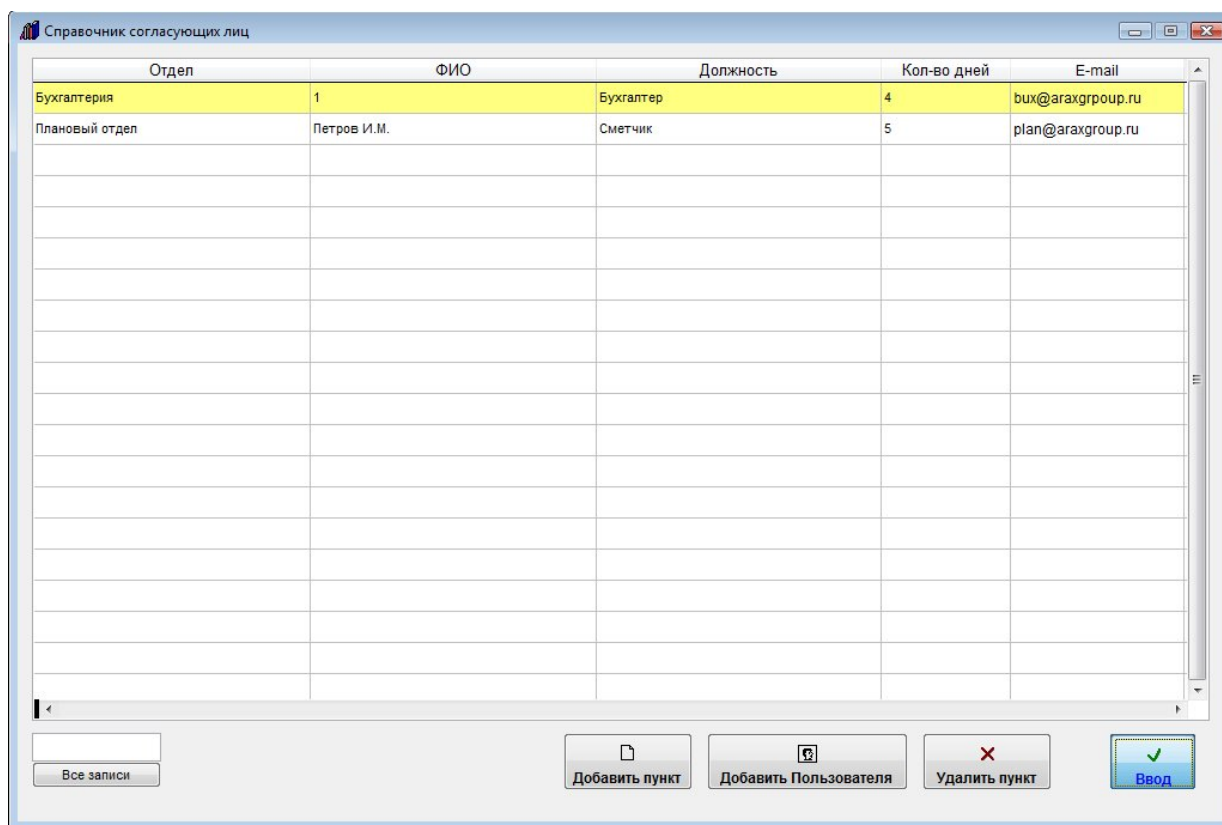 Справочник согласующих лиц
Отдел ФИО Должность Кол-во дней E-mail
Бухгалтерия 1 Бухгалтер 4 bux@araxgrpoup.ru
Плановый отдел Петров И.М. Сметчик 5 plan@araxgroup.ru
Все записи
Добавить пункт Добавить Пользователя Удалить пункт Ввод